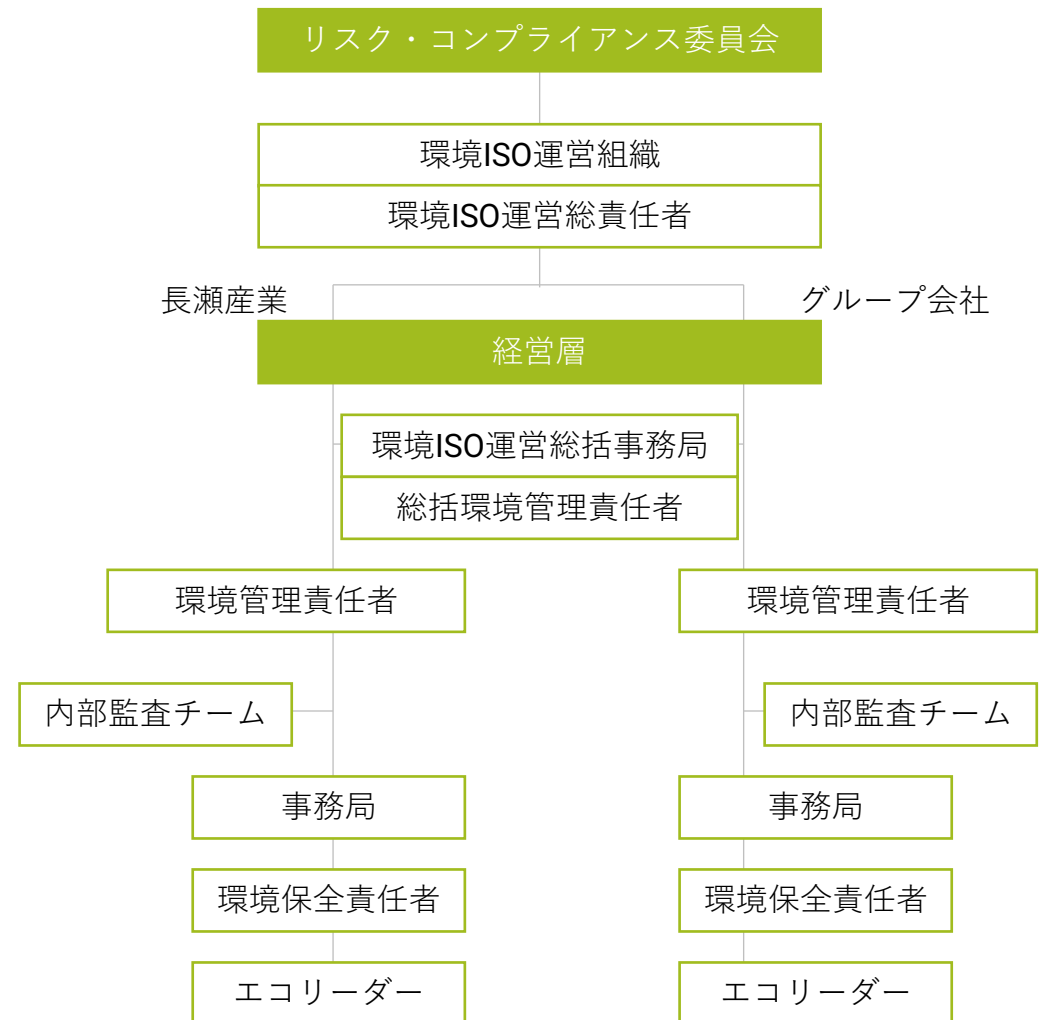 リスク・コンプライアンス委員会
環境ISO運営組織
環境ISO運営総責任者
長瀬産業
グループ会社
経営層
環境ISO運営総括事務局
総括環境管理責任者
環境管理責任者
環境管理責任者
内部監査チーム
内部監査チーム
事務局
事務局
環境保全責任者
環境保全責任者
エコリーダー
エコリーダー